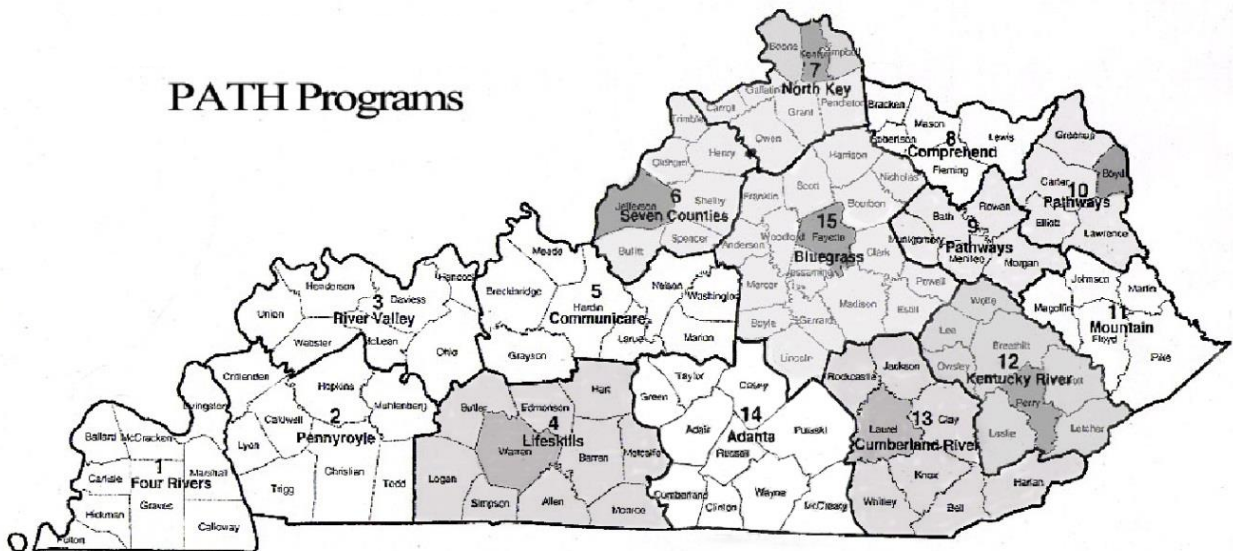 PATH Programs
Boone
Kenton
Campbell
7
North Key
Gallatin
Carroll
Grant
Pendleton
Owen
Trimble
Bracken
Mason
Robertson
Lewis
8
Comprehend
Fleming
Greenup
Boyd
Carter
10
Pathways
Elliott
Lawrence
Oldham
Henry
Jefferson
6
Seven Counties
Shelby
Spencer
Bullitt
Harrison
Scott
Nicholas
Franklin
Bourbon
15
Woodford
Fayette
Bluegrass
Anderson
Clark
Jessamine
Mercer
Powell
Madison
Estill
Boyle
Garrard
Lincoln
Rowan
Bath
9
Montgomery
Pathways
Menifee
Morgan
Johnson
Martin
Magoffin
11
Mountain
Floyd
Pike
Hancock
Henderson
Daviess
3
River Valley
Union
Webster
McLean
Ohio
Meade
Breckinridge
5
Hardin
Communicare
Nelson
Washington
Larue
Marion
Grayson
Wolfe
Lee
Breathitt
Owsley
12
Kentucky River
Perry
Leslie
Letcher
Rockcastle
Jackson
Laurel
13
Clay
Cumberland River
Knox
Harlan
Whitley
Bell
Crittenden
Hopkins
Livingston
Caldwell
2
Muhlenberg
Pennyroyle
Lyon
Christian
Todd
Trigg
Hart
Butler
Edmonson
4
Lifeskills
Warren
Metcalfe
Barren
Logan
Simpson
Allen
Monroe
Taylor
Casey
Green
14
Adanta
Adair
Pulaski
Russell
Cumberland
Wayne
Clinton
McCreary
Ballard
McCracken
1
Four Rivers
Marshall
Carlisle
Graves
Hickman
Calloway
Fulton